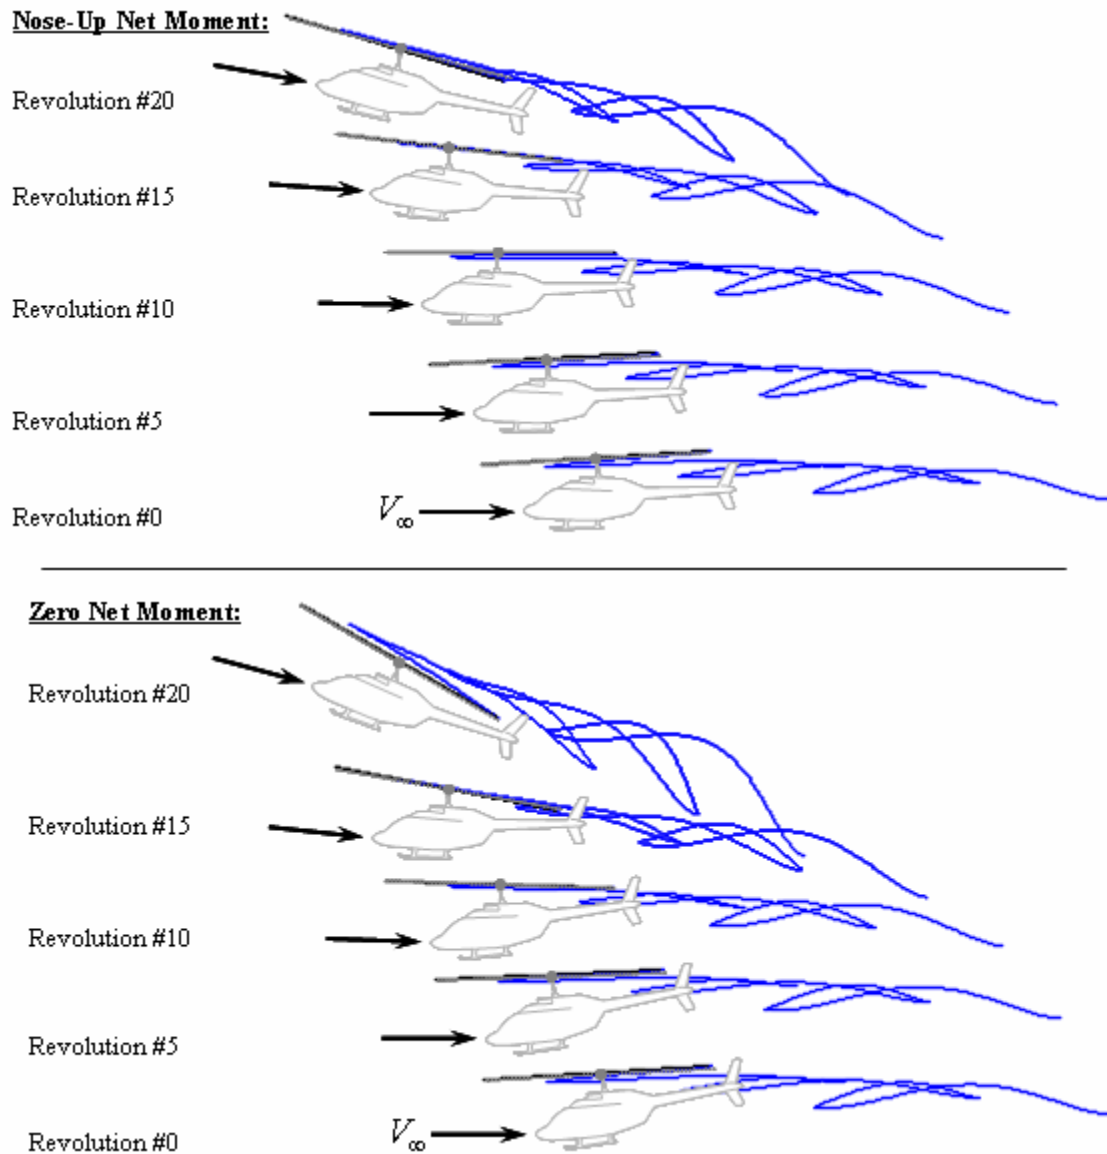 Nose-Up Net Moment:
Revolution #20
Revolution #15
Revolution #10
Revolution #5
Revolution #0
V∞
Zero Net Moment:
Revolution #20
Revolution #15
Revolution #10
Revolution #5
Revolution #0
V∞